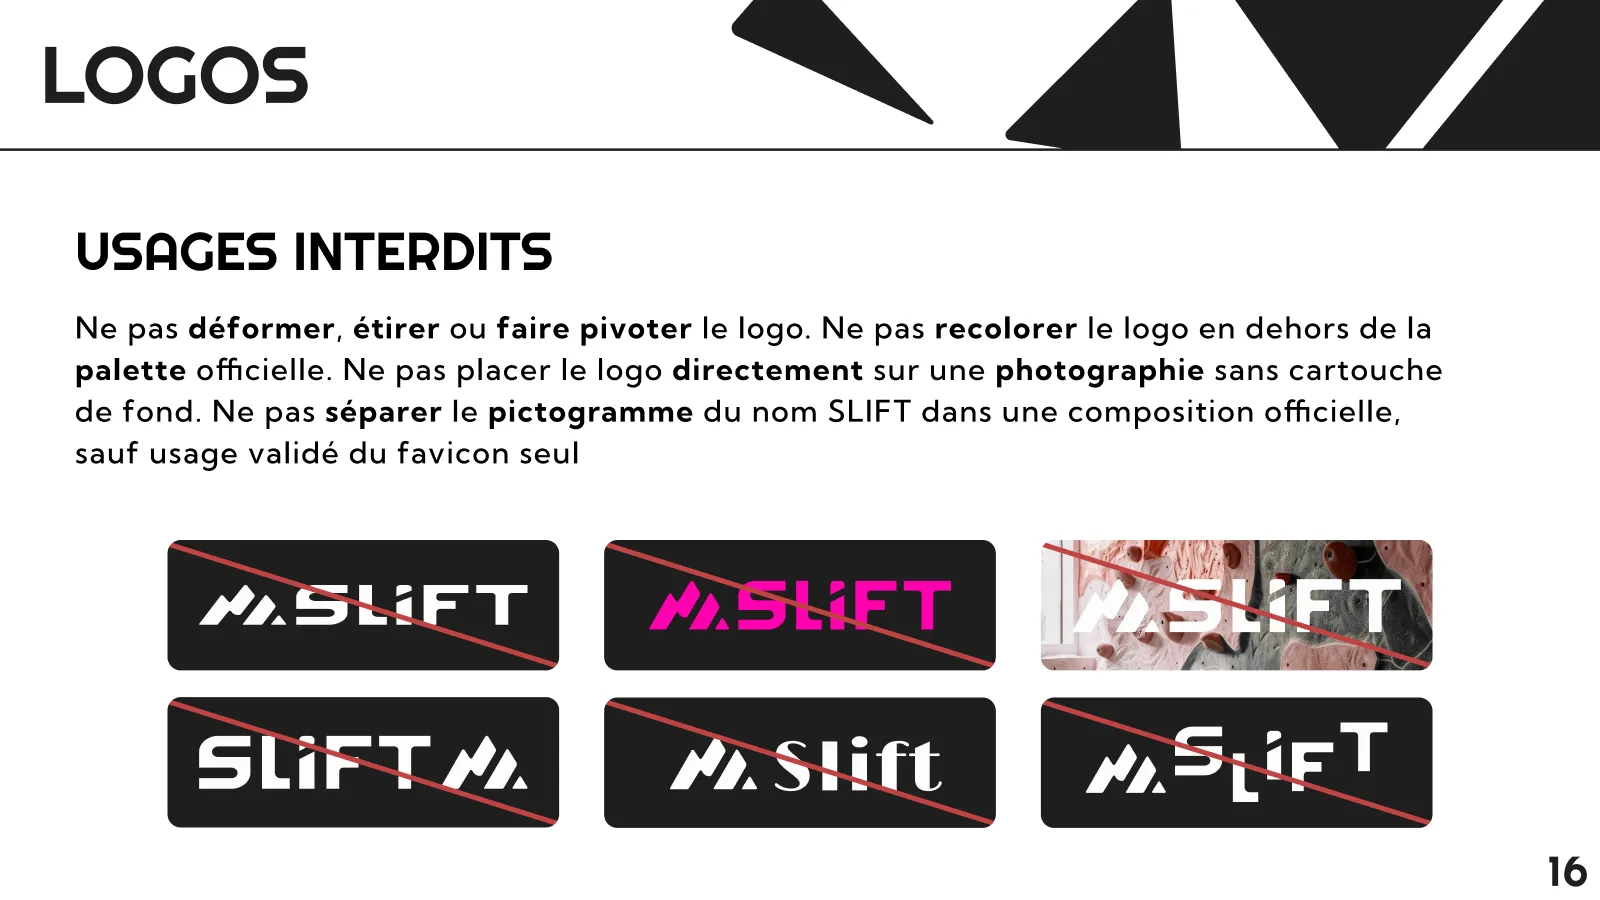 LOGOS
USAGES INTERDITS
Ne pas déformer, étirer ou faire pivoter le logo. Ne pas recolorer le logo en dehors de la
palette officielle. Ne pas placer le logo directement sur une photographie sans cartouche
de fond. Ne pas séparer le pictogramme du nom SLIFT dans une composition officielle,
sauf usage validé du favicon seul
SLiFT
SLiFT
SLiFT
SLiFT
Slift
SLiFT
16